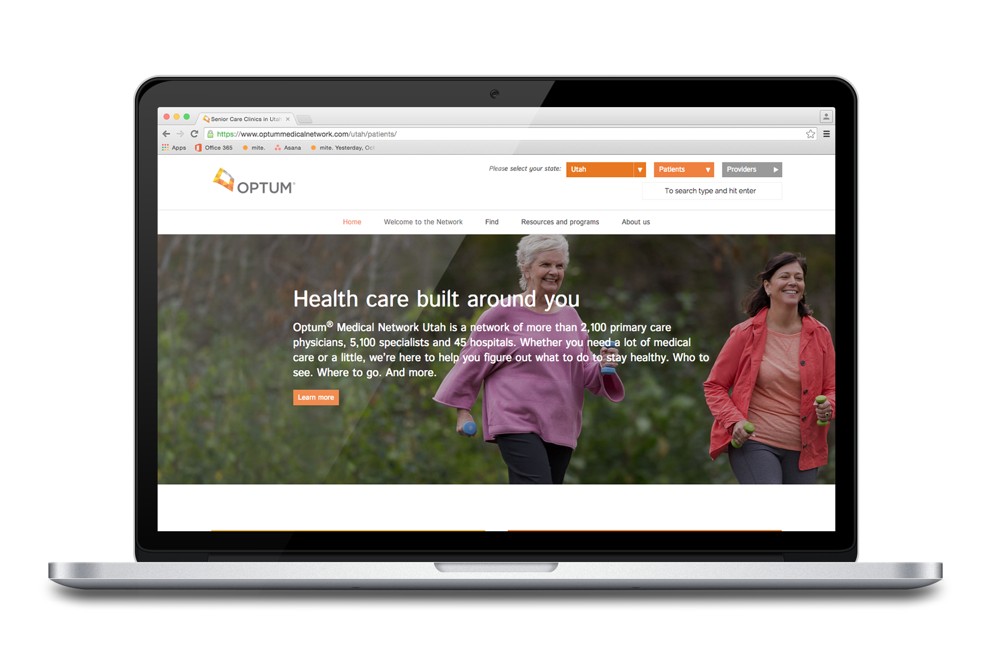 Senior Care Clinics in Utah
https://www.optummedicalnetwork.com/utah/patients/
Apps Office 365 mite. Asana mite. Yesterday, Oct
Please select your state: Utah Patients Providers
OPTUM®
To search type and hit enter
Home Welcome to the Network Find Resources and programs About us
Health care built around you
Optum® Medical Network Utah is a network of more than 2,100 primary care
physicians, 5,100 specialists and 45 hospitals. Whether you need a lot of medical
care or a little, we're here to help you figure out what to do to stay healthy. Who to
see. Where to go. And more.
Learn more